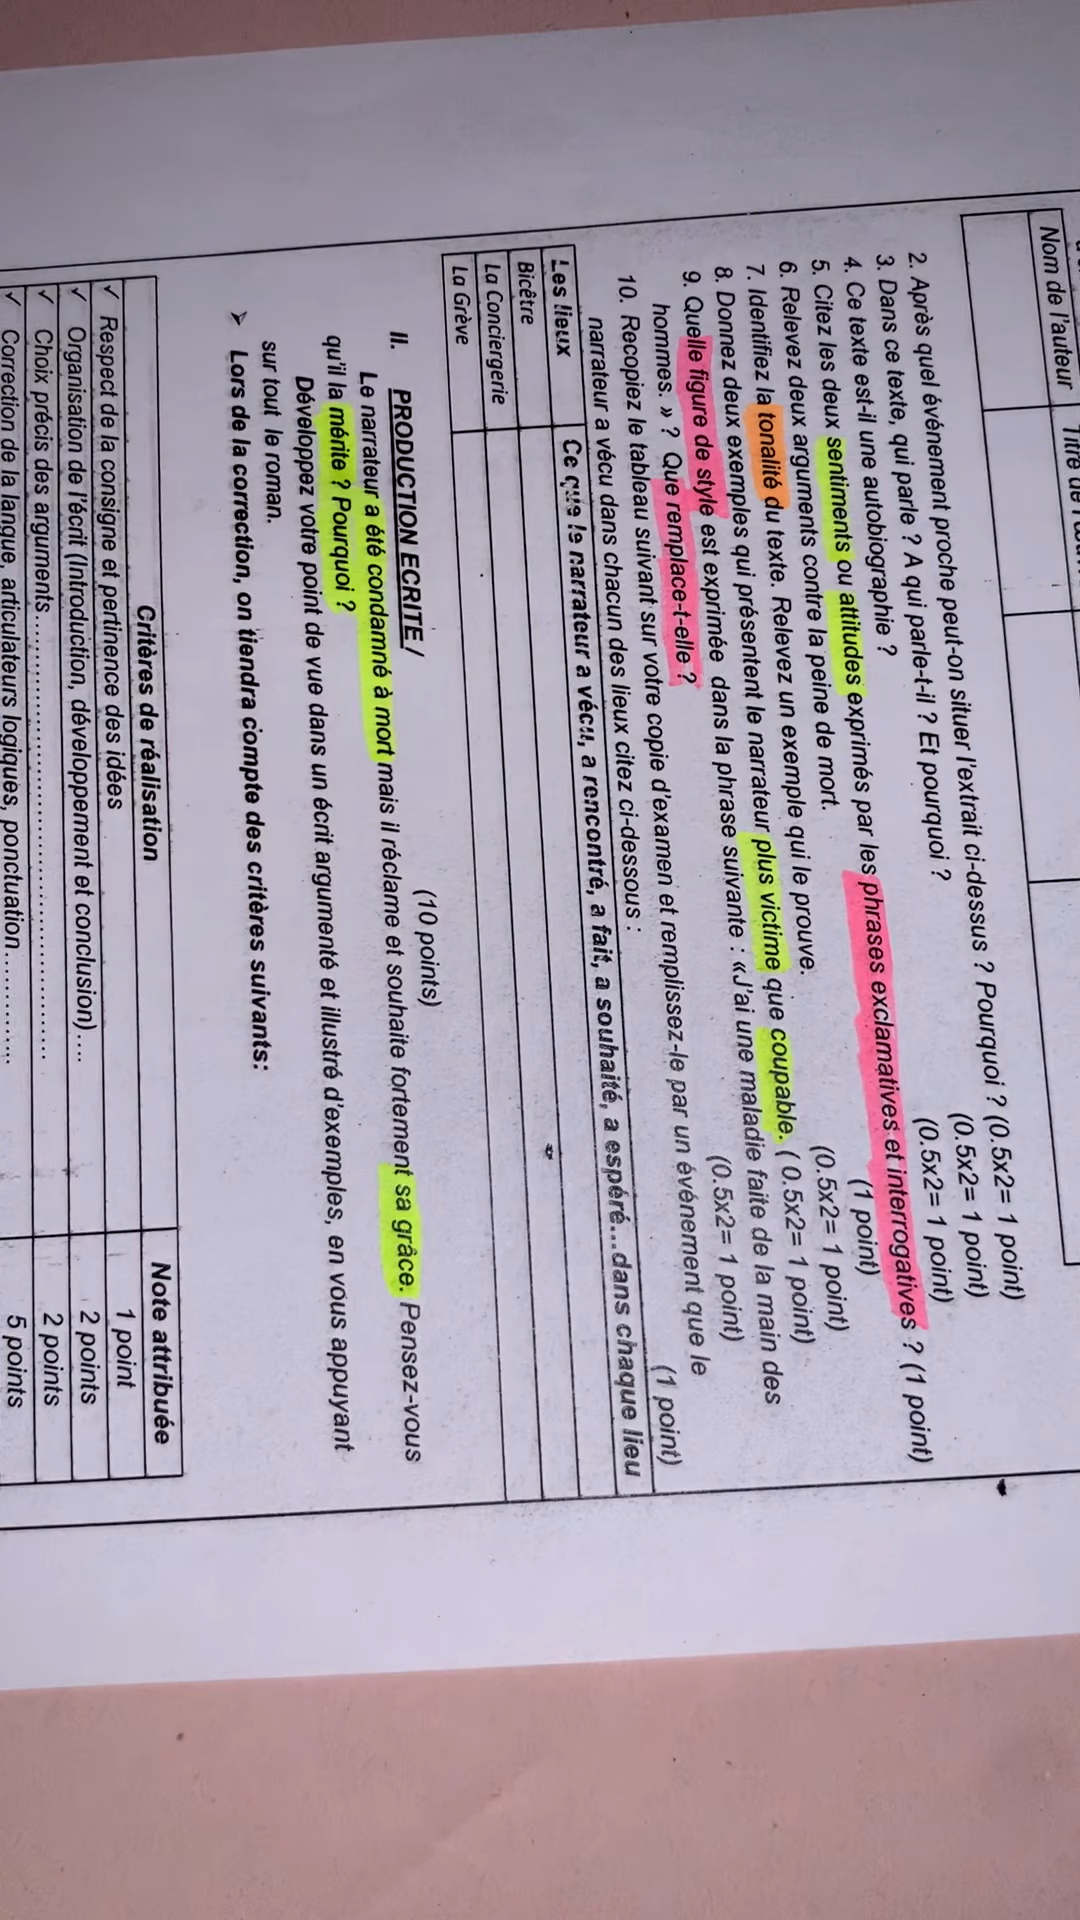 Nom de l'auteur
2. Après quel événement proche peut-on situer l'extrait ci-dessus ? Pourquoi ? (0.5x2= 1 point)
3. Dans ce texte, qui parle ? A qui parle-t-il ? Et pourquoi ? (0.5x2= 1 point)
4. Ce texte est-il une autobiographie ? (0.5x2= 1 point)
5. Citez les deux sentiments ou attitudes exprimés par les phrases exclamatives et interrogatives ? (1 point)
6. Relevez deux arguments contre la peine de mort. (1 point)
7. Identifiez la tonalité du texte. Relevez un exemple qui le prouve. (0.5x2= 1 point)
8. Donnez deux exemples qui présentent le narrateur plus victime que coupable. ( 0.5x2= 1 point)
9. Quelle figure de style est exprimée dans la phrase suivante : «J'ai une maladie faite de la main des
hommes. » ? Que remplace-t-elle ? (0.5x2= 1 point)
10. Recopiez le tableau suivant sur votre copie d'examen et remplissez-le par un événement que le
narrateur a vécu dans chacun des lieux citez ci-dessous : (1 point)
Les lieux Ce que le narrateur a vécu, a rencontré, a fait, a souhaité, a espéré...dans chaque lieu
Bicêtre
La Conciergerie
La Grève
II. PRODUCTION ECRITE / (10 points)
Le narrateur a été condamné à mort mais il réclame et souhaite fortement sa grâce. Pensez-vous
qu'il la mérite ? Pourquoi ?
Développez votre point de vue dans un écrit argumenté et illustré d'exemples, en vous appuyant
sur tout le roman.
➢ Lors de la correction, on tiendra compte des critères suivants:
Critères de réalisation Note attribuée
✓ Respect de la consigne et pertinence des idées 1 point
✓ Organisation de l'écrit (Introduction, développement et conclusion).... 2 points
✓ Choix précis des arguments............................................ 2 points
✓ Correction de la langue, articulateurs logiques, ponctuation............ 5 points